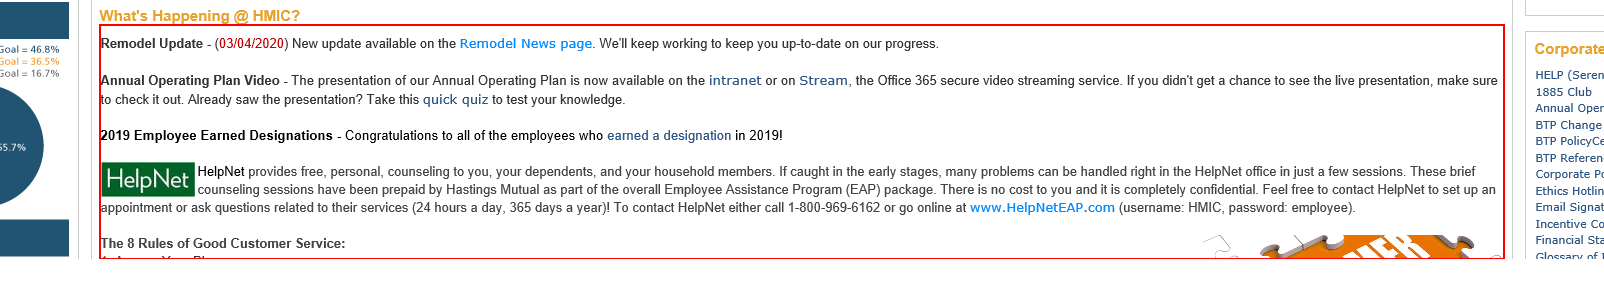 What's Happening @ HMIC?
Goal = 46.8%
Goal = 36.5%
Goal = 16.7%
55.7%
Remodel Update - (03/04/2020) New update available on the Remodel News page. We'll keep working to keep you up-to-date on our progress.
Annual Operating Plan Video - The presentation of our Annual Operating Plan is now available on the intranet or on Stream, the Office 365 secure video streaming service. If you didn't get a chance to see the live presentation, make sure
to check it out. Already saw the presentation? Take this quick quiz to test your knowledge.
2019 Employee Earned Designations - Congratulations to all of the employees who earned a designation in 2019!
HelpNet
HelpNet provides free, personal, counseling to you, your dependents, and your household members. If caught in the early stages, many problems can be handled right in the HelpNet office in just a few sessions. These brief
counseling sessions have been prepaid by Hastings Mutual as part of the overall Employee Assistance Program (EAP) package. There is no cost to you and it is completely confidential. Feel free to contact HelpNet to set up an
appointment or ask questions related to their services (24 hours a day, 365 days a year)! To contact HelpNet either call 1-800-969-6162 or go online at www.HelpNetEAP.com (username: HMIC, password: employee).
The 8 Rules of Good Customer Service:
Corporate
HELP (Seren
1885 Club
Annual Oper
BTP Change
BTP PolicyCe
BTP Referen
Corporate Po
Ethics Hotlin
Email Signat
Incentive Co
Financial Sta
Glossary of